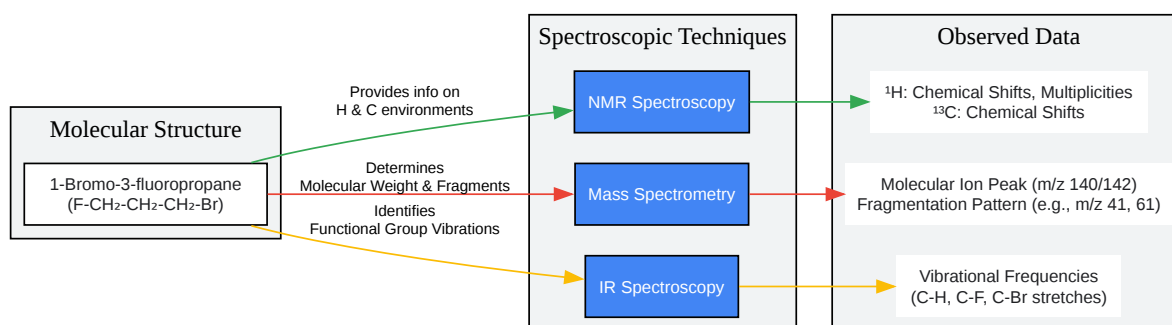 Molecular Structure
1-Bromo-3-fluoropropane
(F-CH₂-CH₂-CH₂-Br)
Provides info on
H & C environments
Determines
Molecular Weight & Fragments
Identifies
Functional Group Vibrations
Spectroscopic Techniques
NMR Spectroscopy
Mass Spectrometry
IR Spectroscopy
Observed Data
¹H: Chemical Shifts, Multiplicities
¹³C: Chemical Shifts
Molecular Ion Peak (m/z 140/142)
Fragmentation Pattern (e.g., m/z 41, 61)
Vibrational Frequencies
(C-H, C-F, C-Br stretches)